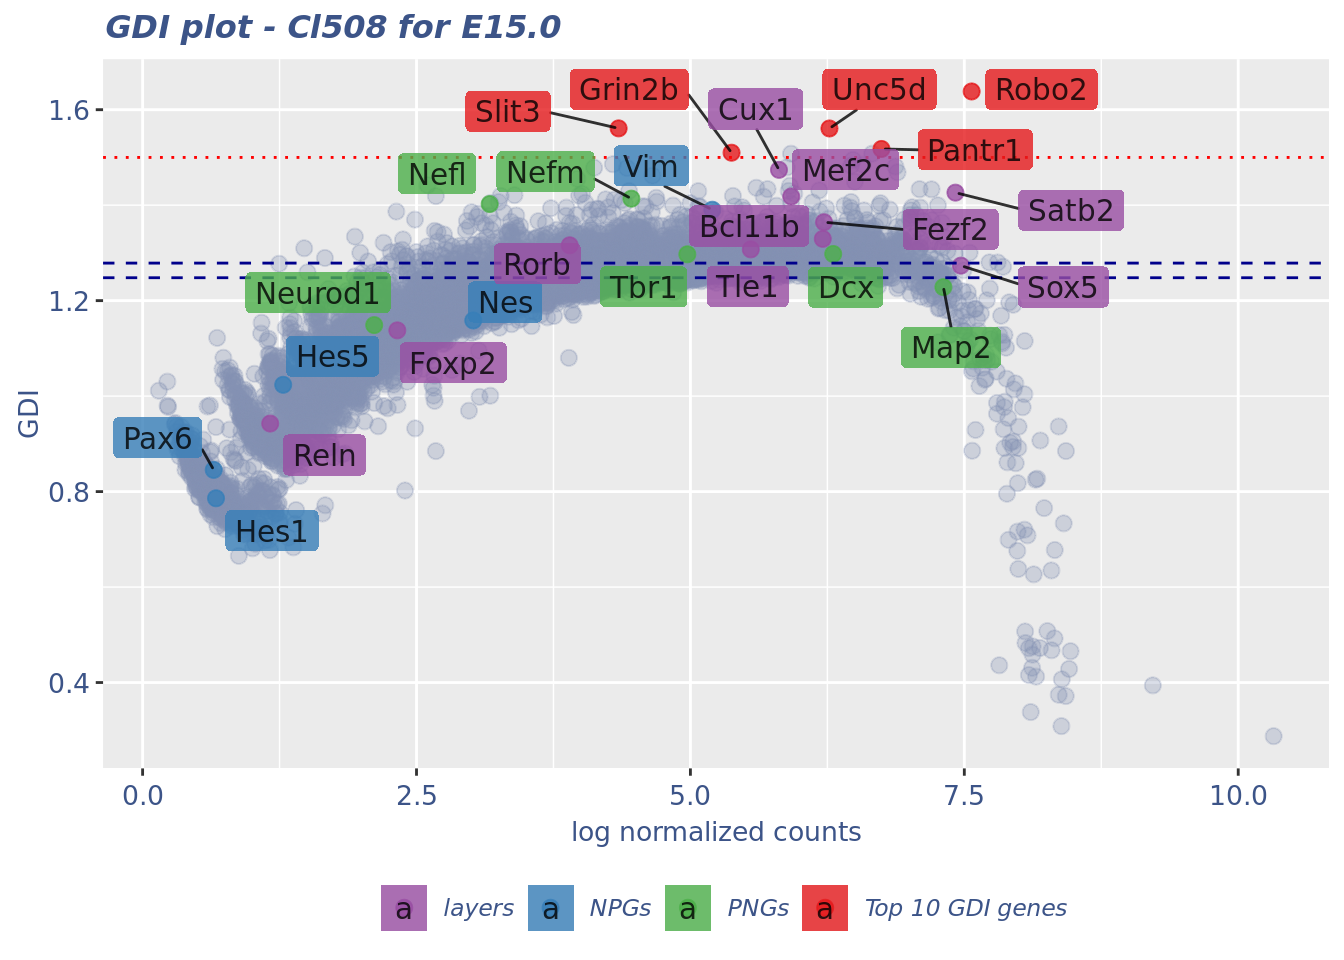 GDI plot - Cl508 for E15.0
Grin2b
Unc5d
Robo2
Slit3
Cux1
1.6
Pantr1
Vim
Nefl
Nefm
Mef2c
Satb2
Bcl11b
Fezf2
Rorb
Neurod1
Tbr1
Tle1
Dcx
Sox5
1.2
Nes
Hes5
Foxp2
Map2
GDI
Pax6
Reln
0.8
Hes1
0.4
0.0
2.5
5.0
7.5
10.0
log normalized counts
a layers a NPGs a PNGs a Top 10 GDI genes